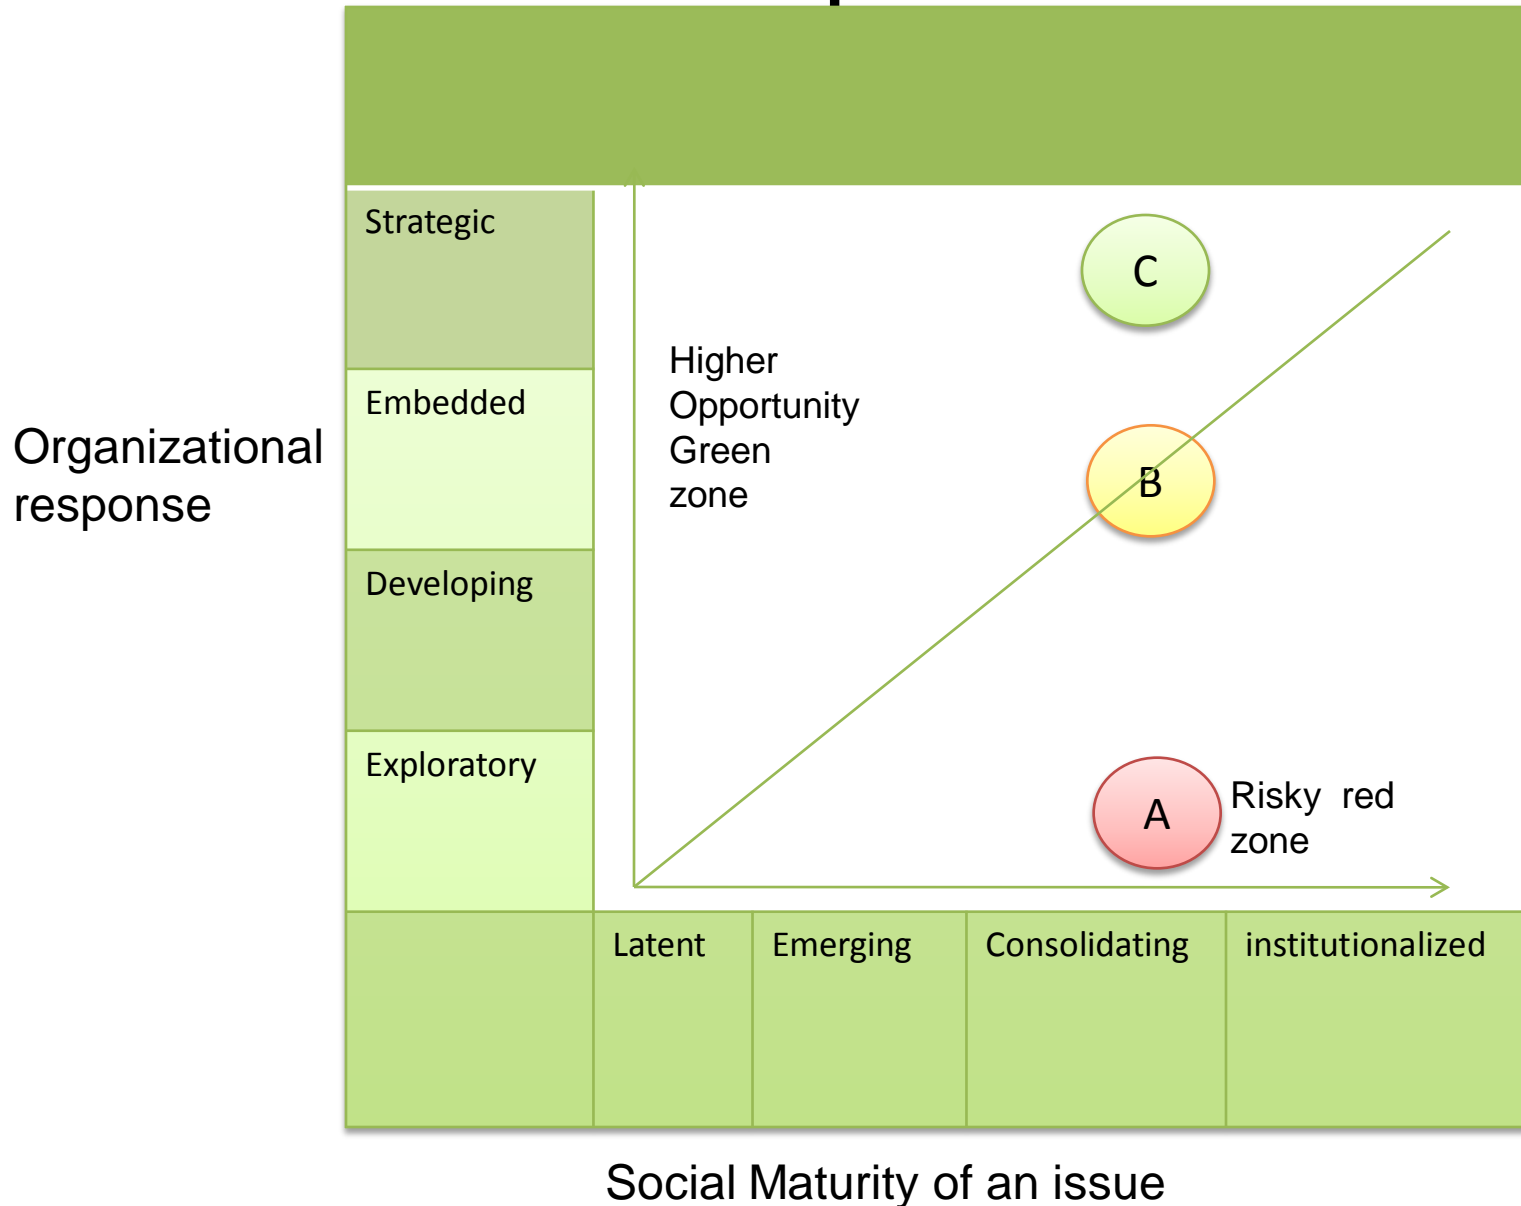 Strategic
C
Higher
Opportunity
Green
zone
Embedded
Organizational
response
B
Developing
Exploratory
A
Risky red
zone
Latent
Emerging
Consolidating
institutionalized
Social Maturity of an issue